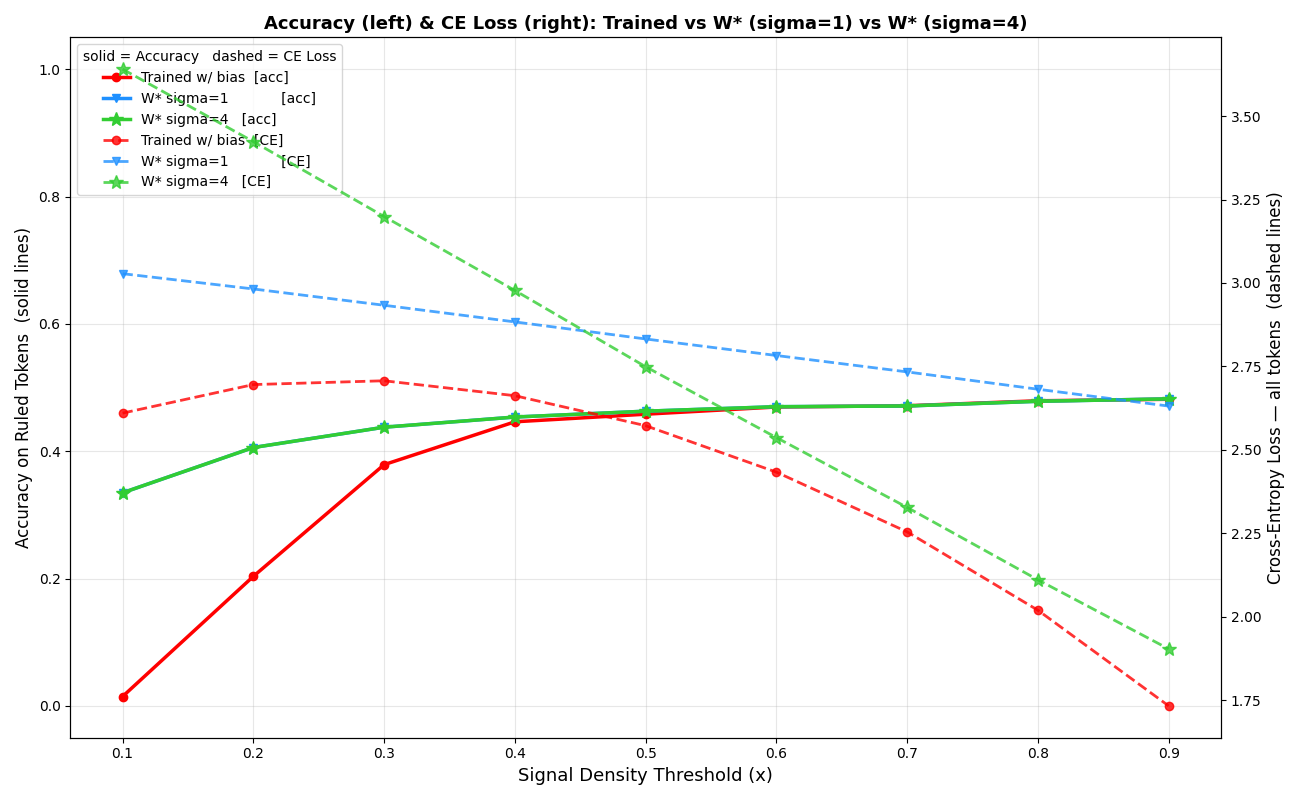 Accuracy (left) & CE Loss (right): Trained vs W* (sigma=1) vs W* (sigma=4)
solid = Accuracy   dashed = CE Loss
Trained w/ bias  [acc]
W* sigma=1            [acc]
W* sigma=4   [acc]
Trained w/ bias  [CE]
W* sigma=1            [CE]
W* sigma=4   [CE]
Accuracy on Ruled Tokens  (solid lines)
1.0
0.8
0.6
0.4
0.2
0.0
3.50
3.25
3.00
2.75
2.50
2.25
2.00
1.75
Cross-Entropy Loss — all tokens  (dashed lines)
0.1 0.2 0.3 0.4 0.5 0.6 0.7 0.8 0.9
Signal Density Threshold (x)